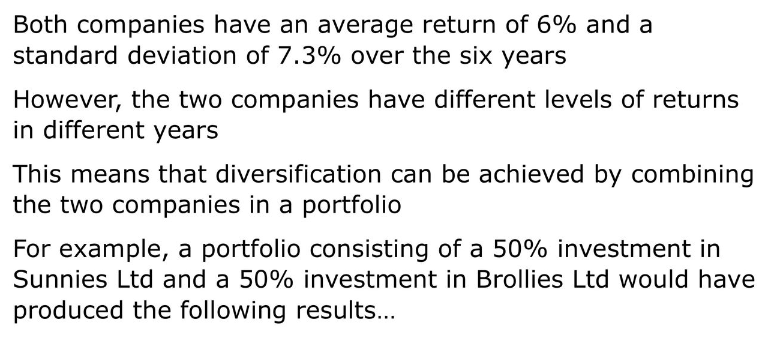 Both companies have an average return of 6% and a
standard deviation of 7.3% over the six years
However, the two companies have different levels of returns
in different years
This means that diversification can be achieved by combining
the two companies in a portfolio
For example, a portfolio consisting of a 50% investment in
Sunnies Ltd and a 50% investment in Brollies Ltd would have
produced the following results...